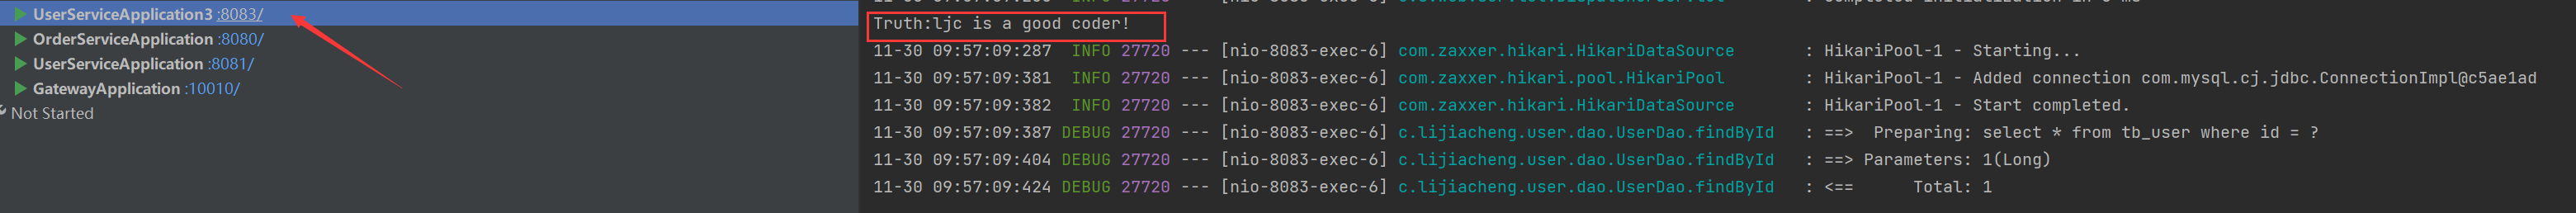 UserServiceApplication3 :8083/
OrderServiceApplication :8080/
UserServiceApplication :8081/
GatewayApplication :10010/
Not Started
Truth:ljc is a good coder!
11-30 09:57:09:287  INFO 27720 --- [nio-8083-exec-6] com.zaxxer.hikari.HikariDataSource       : HikariPool-1 - Starting...
11-30 09:57:09:381  INFO 27720 --- [nio-8083-exec-6] com.zaxxer.hikari.pool.HikariPool        : HikariPool-1 - Added connection com.mysql.cj.jdbc.ConnectionImpl@c5ae1ad
11-30 09:57:09:382  INFO 27720 --- [nio-8083-exec-6] com.zaxxer.hikari.HikariDataSource       : HikariPool-1 - Start completed.
11-30 09:57:09:387 DEBUG 27720 --- [nio-8083-exec-6] c.lijiacheng.user.dao.UserDao.findById   : ==>  Preparing: select * from tb_user where id = ?
11-30 09:57:09:404 DEBUG 27720 --- [nio-8083-exec-6] c.lijiacheng.user.dao.UserDao.findById   : ==> Parameters: 1(Long)
11-30 09:57:09:424 DEBUG 27720 --- [nio-8083-exec-6] c.lijiacheng.user.dao.UserDao.findById   : <==      Total: 1